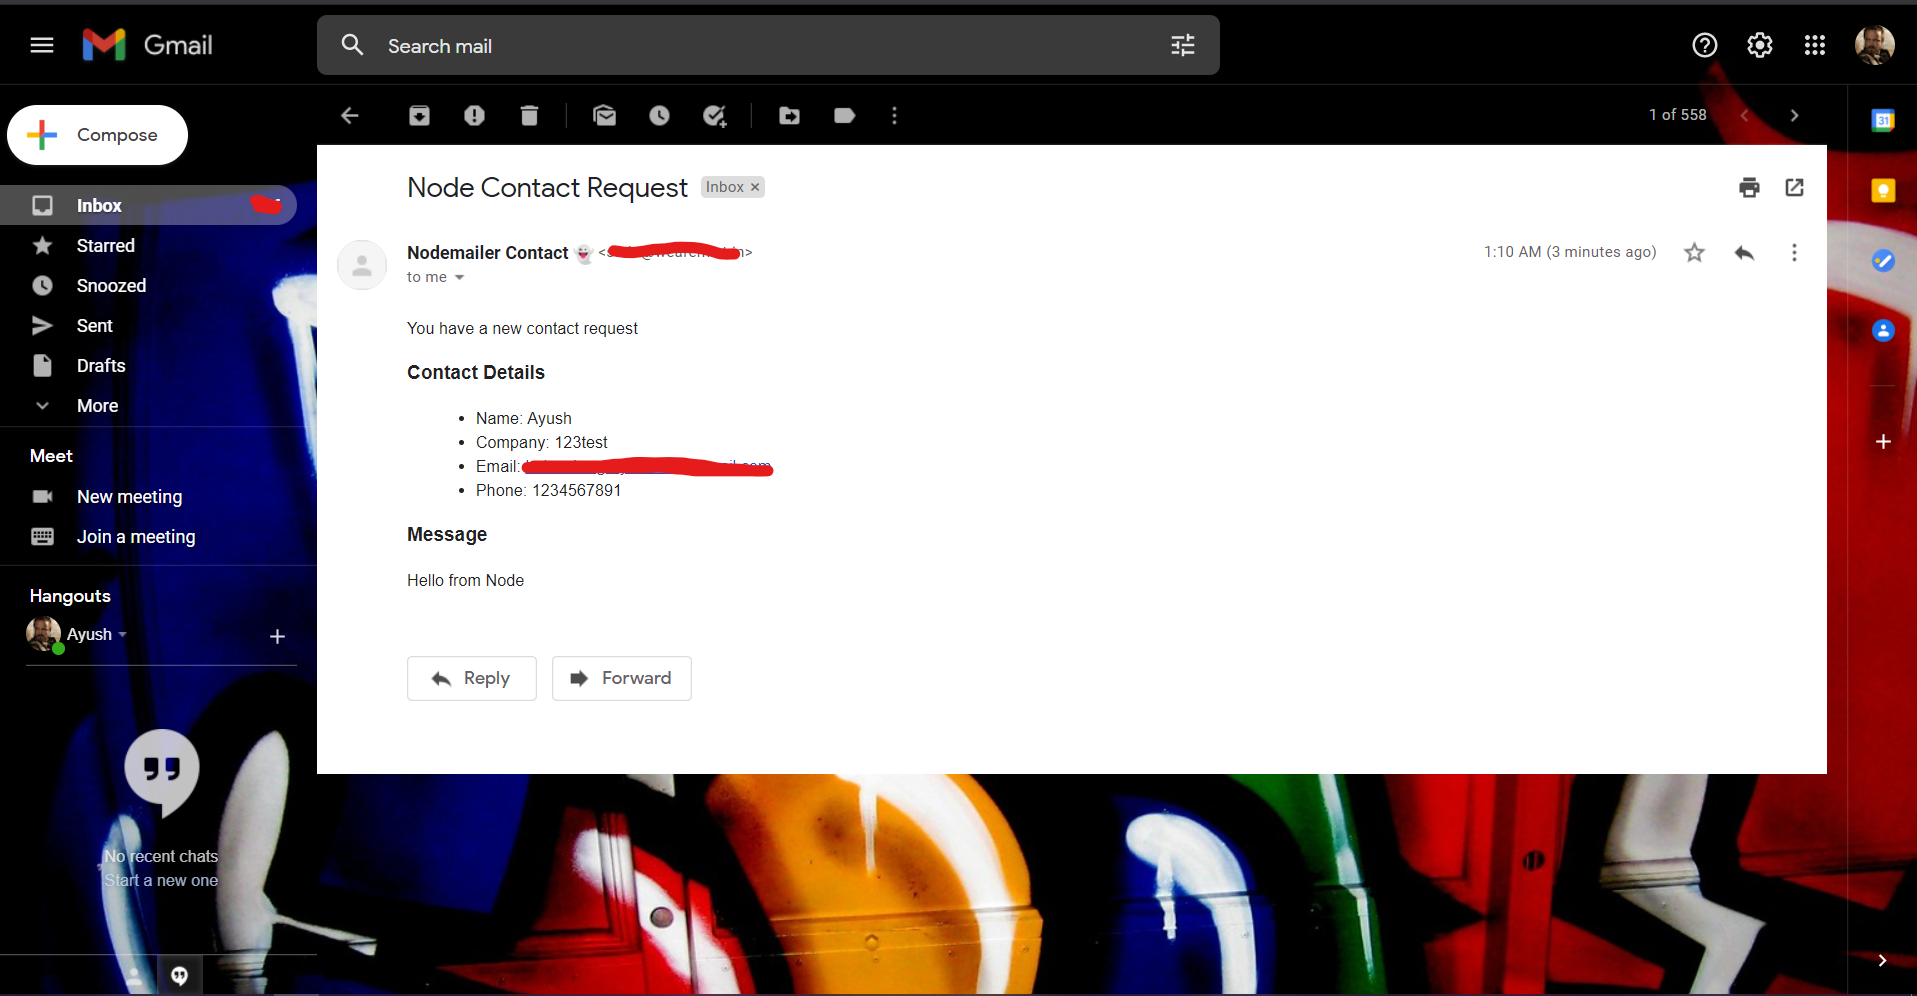 Gmail
Search mail
Compose
1 of 558
31
Inbox
Starred
Snoozed
Sent
Drafts
More
Meet
New meeting
Join a meeting
Hangouts
Ayush
No recent chats
Start a new one
Node Contact Request Inbox ×
Nodemailer Contact 👻 < >
1:10 AM (3 minutes ago)
to me
You have a new contact request
Contact Details
• Name: Ayush
• Company: 123test
• Email:
• Phone: 1234567891
Message
Hello from Node
Reply
Forward